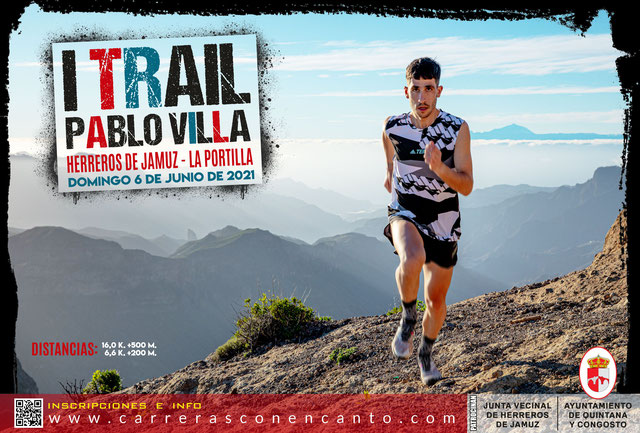 I TRAIL
PABLO VILLA
HERREROS DE JAMUZ - LA PORTILLA
DOMINGO 6 DE JUNIO DE 2021
DISTANCIAS: 16,0 K. +500 M.
6,6 K. +200 M.
INSCRIPCIONES E INFO
www.carrerasconencanto.com
PATROCINAN
JUNTA VECINAL
DE HERREROS
DE JAMUZ
AYUNTAMIENTO
DE QUINTANA
Y CONGOSTO